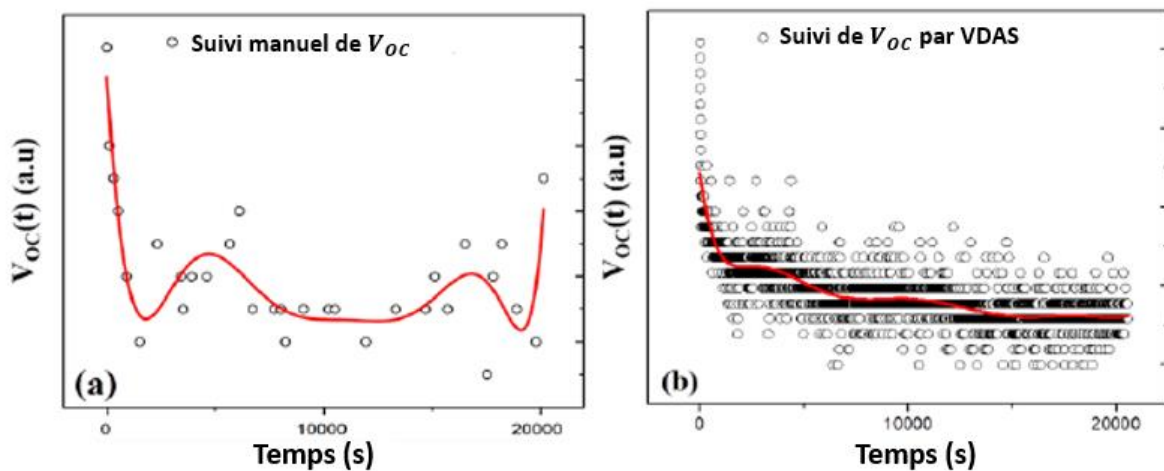 Suivi manuel de V_OC
V_OC(t) (a.u)
(a)
0 10000 20000
Temps (s)
Suivi de V_OC par VDAS
V_OC(t) (a.u)
(b)
0 10000 20000
Temps (s)